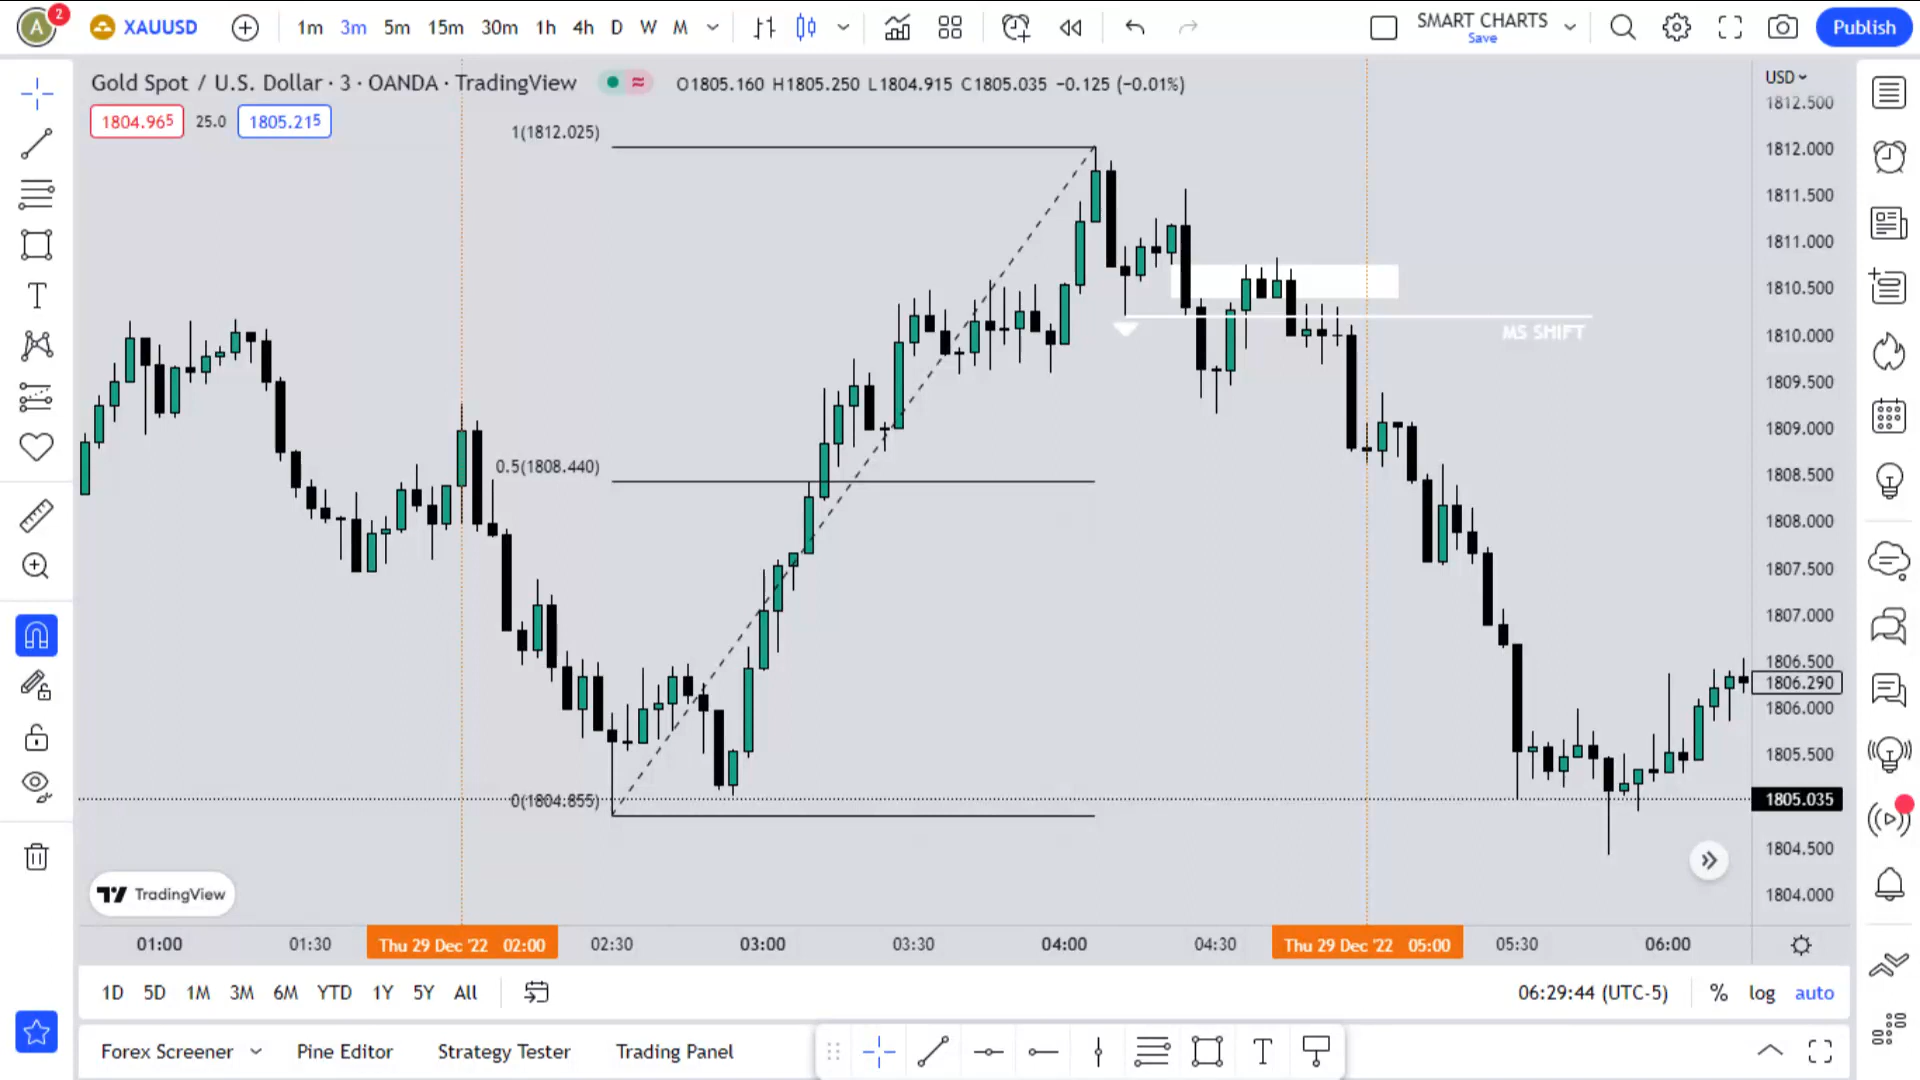 A 2 XAUUSD 1m 3m 5m 15m 30m 1h 4h D W M SMART CHARTS Save Publish
Gold Spot / U.S. Dollar · 3 · OANDA · TradingView O1805.160 H1805.250 L1804.915 C1805.035 −0.125 (−0.01%)
1804.965 25.0 1805.215
USD
1812.500
1(1812.025)
1812.000
1811.500
1811.000
1810.500
MS SHIFT
1810.000
1809.500
1809.000
0.5(1808.440)
1808.500
1808.000
1807.500
1807.000
1806.500
1806.290
1806.000
1805.500
0(1804.855)
1805.035
1804.500
1804.000
TradingView
01:00 01:30 Thu 29 Dec '22 02:00 02:30 03:00 03:30 04:00 04:30 Thu 29 Dec '22 05:00 05:30 06:00
1D 5D 1M 3M 6M YTD 1Y 5Y All 06:29:44 (UTC-5) % log auto
Forex Screener Pine Editor Strategy Tester Trading Panel